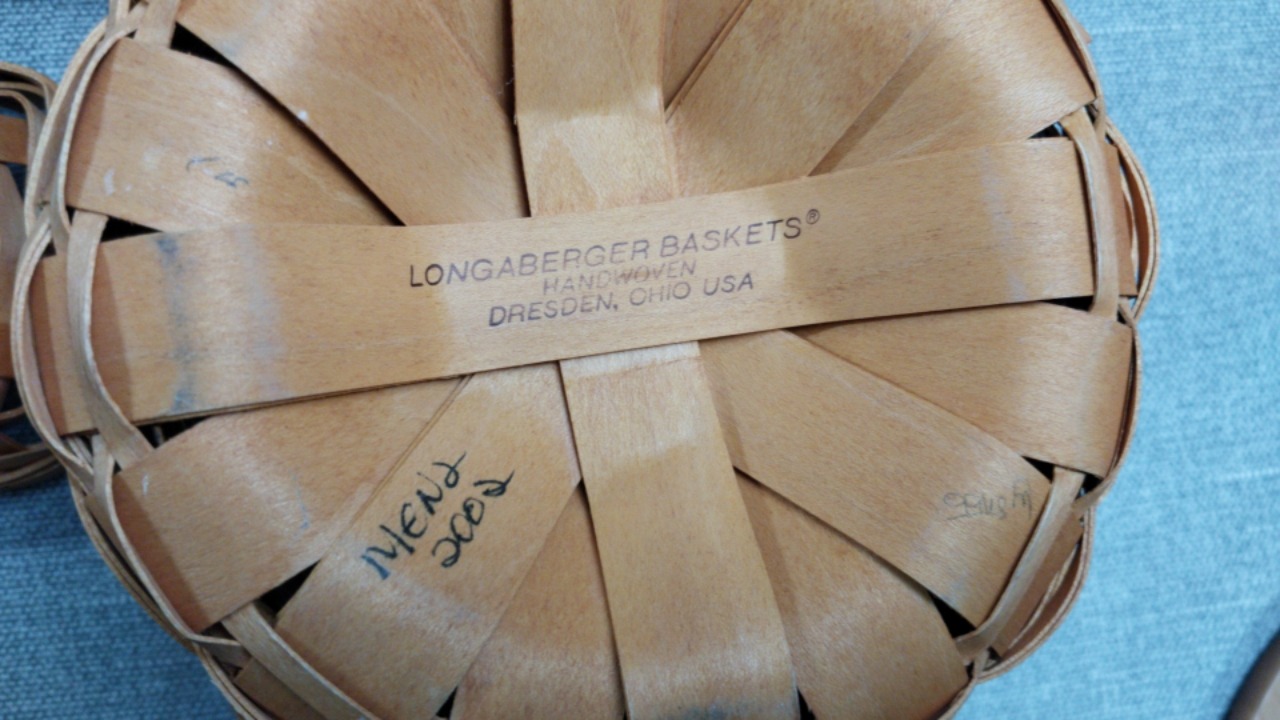 LONGABERGER BASKETS®
HANDWOVEN
DRESDEN, OHIO USA
2002